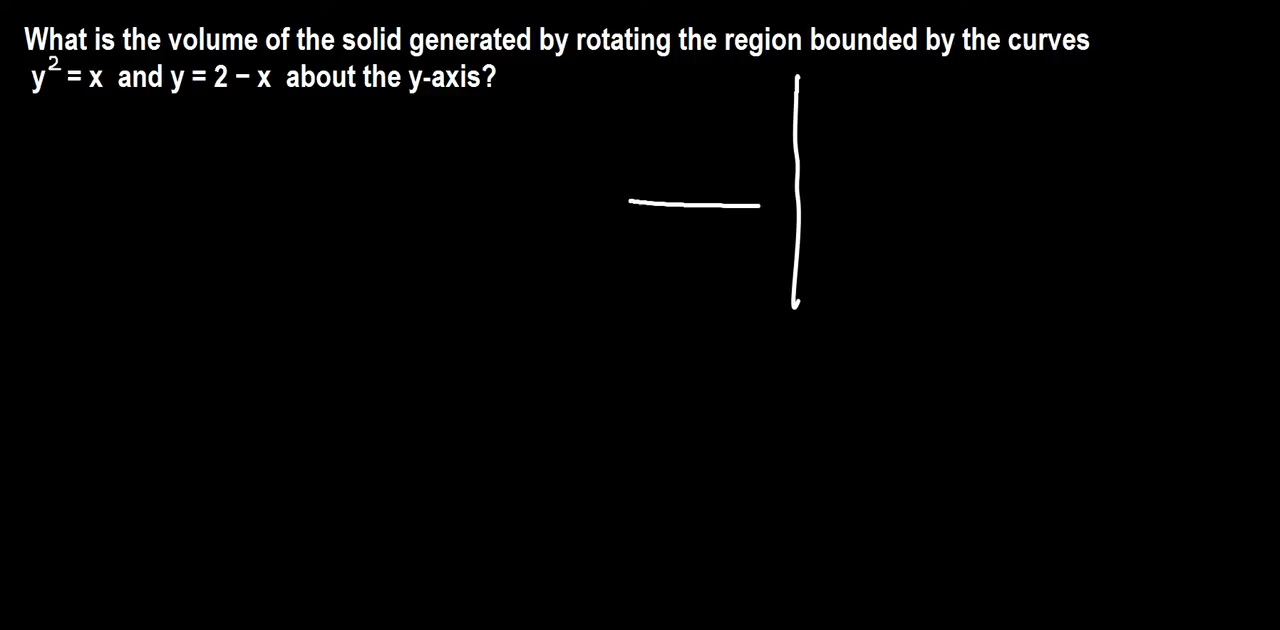 What is the volume of the solid generated by rotating the region bounded by the curves
y² = x and y = 2 − x about the y-axis?